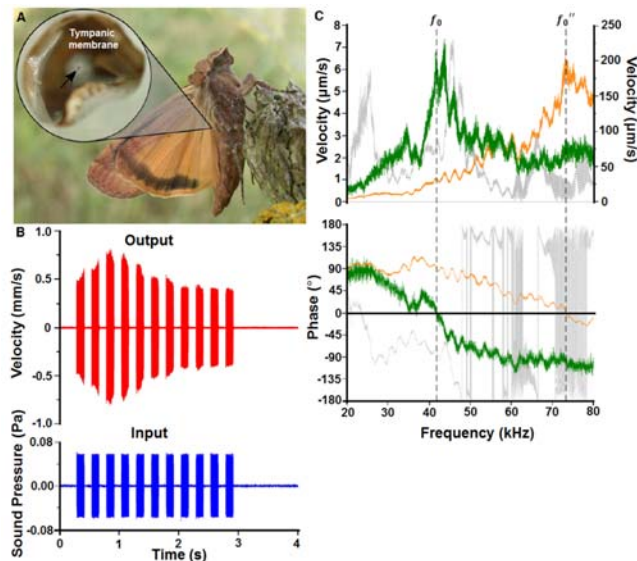 A
Tympanic
membrane
B
Output
Velocity (mm/s)
1.0
0.5
0
-0.5
-1.0
Input
Sound Pressure (Pa)
0.08
0.00
-0.08
0 1 2 3 4
Time (s)
C
f₀ f₀''
Velocity (μm/s)
8
7
6
5
4
3
2
1
0
250
200
150
100
50
0
Velocity (μm/s)
Phase (°)
180
135
90
45
0
-45
-90
-135
-180
20 30 40 50 60 70 80
Frequency (kHz)